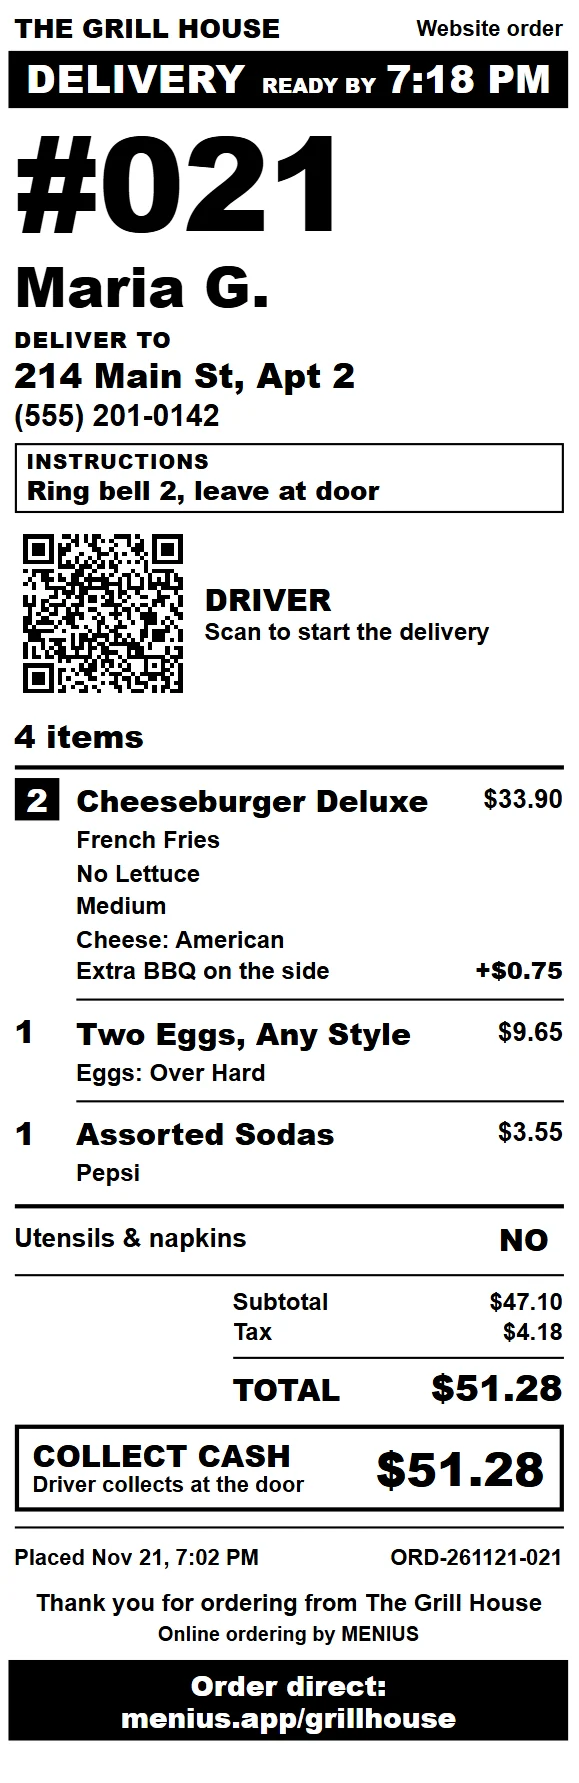 THE GRILL HOUSE Website order
DELIVERY READY BY 7:18 PM
#021
Maria G.
DELIVER TO
214 Main St, Apt 2
(555) 201-0142
INSTRUCTIONS
Ring bell 2, leave at door
DRIVER
Scan to start the delivery
4 items
2 Cheeseburger Deluxe $33.90
French Fries
No Lettuce
Medium
Cheese: American
Extra BBQ on the side +$0.75
1 Two Eggs, Any Style $9.65
Eggs: Over Hard
1 Assorted Sodas $3.55
Pepsi
Utensils & napkins NO
Subtotal $47.10
Tax $4.18
TOTAL $51.28
COLLECT CASH $51.28
Driver collects at the door
Placed Nov 21, 7:02 PM ORD-261121-021
Thank you for ordering from The Grill House
Online ordering by MENIUS
Order direct:
menius.app/grillhouse